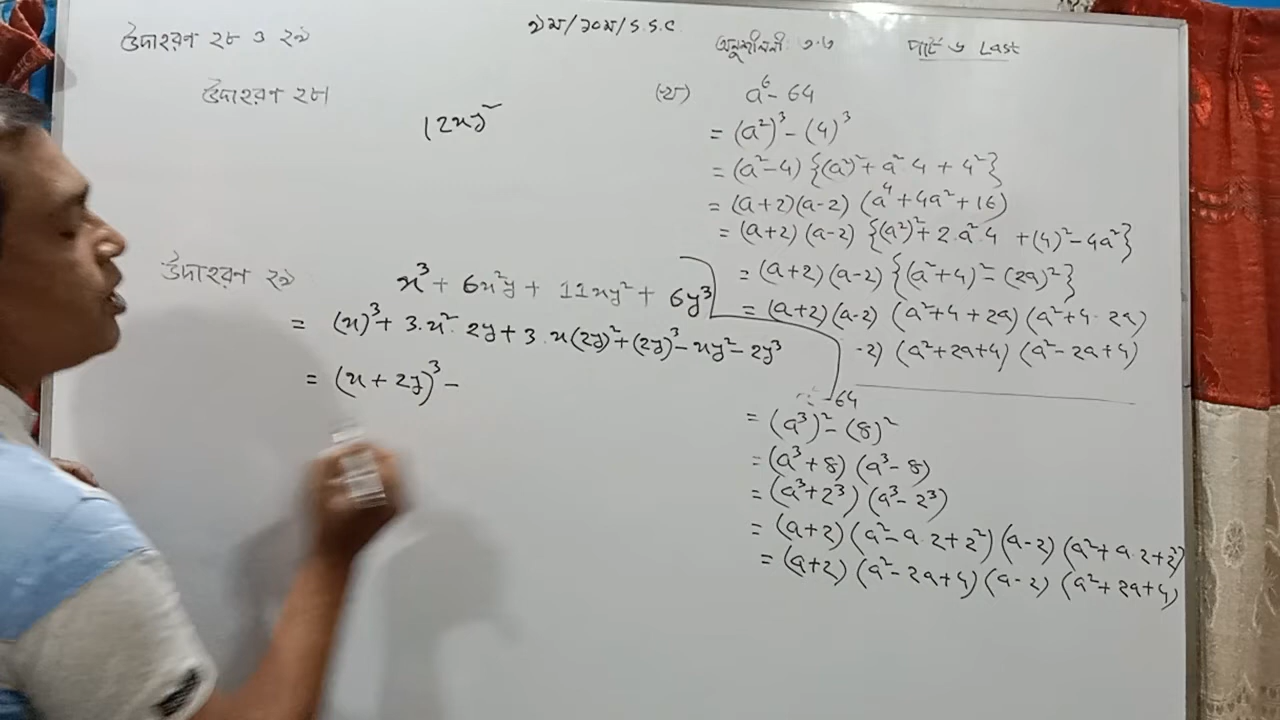 উদাহরণ ২৮ ও ২৯
৯ম/১০ম/S.S.C
অনুশীলনী: ৩.৩
পার্ট ৬ Last
উদাহরণ ২৮।
12xy²
(খ) a⁶ - 64
= (a²)³ - (4)³
= (a²-4) {(a²)² + a²·4 + 4²}
= (a+2)(a-2) (a⁴ + 4a² + 16)
= (a+2)(a-2) {(a²)² + 2·a²·4 + (4)² - 4a²}
= (a+2)(a-2) {(a²+4)² - (2a)²}
= (a+2)(a-2) (a²+4+2a) (a²+4-2a)
-2) (a²+2a+4) (a²-2a+4)
উদাহরণ ২৯
x³ + 6x²y + 11xy² + 6y³
= (x)³ + 3·x²·2y + 3·x(2y)² + (2y)³ - xy² - 2y³
= (x+2y)³ -
-64
= (a³)² - (8)²
= (a³+8) (a³-8)
= (a³+2³) (a³-2³)
= (a+2) (a²-a·2+2²) (a-2) (a²+a·2+2²)
= (a+2) (a²-2a+4) (a-2) (a²+2a+4)